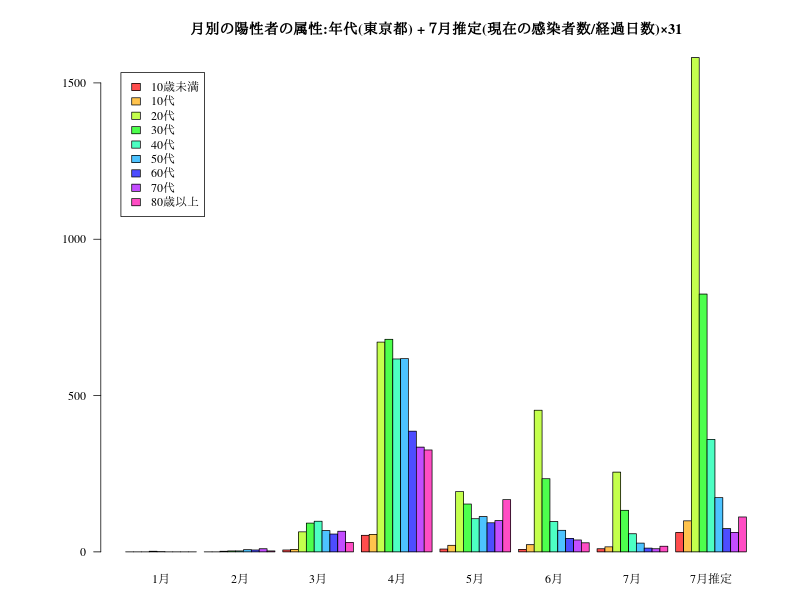 月別の陽性者の属性:年代(東京都) + 7月推定(現在の感染者数/経過日数)×31
1500
1000
500
0
10歳未満
10代
20代
30代
40代
50代
60代
70代
80歳以上
1月
2月
3月
4月
5月
6月
7月
7月推定